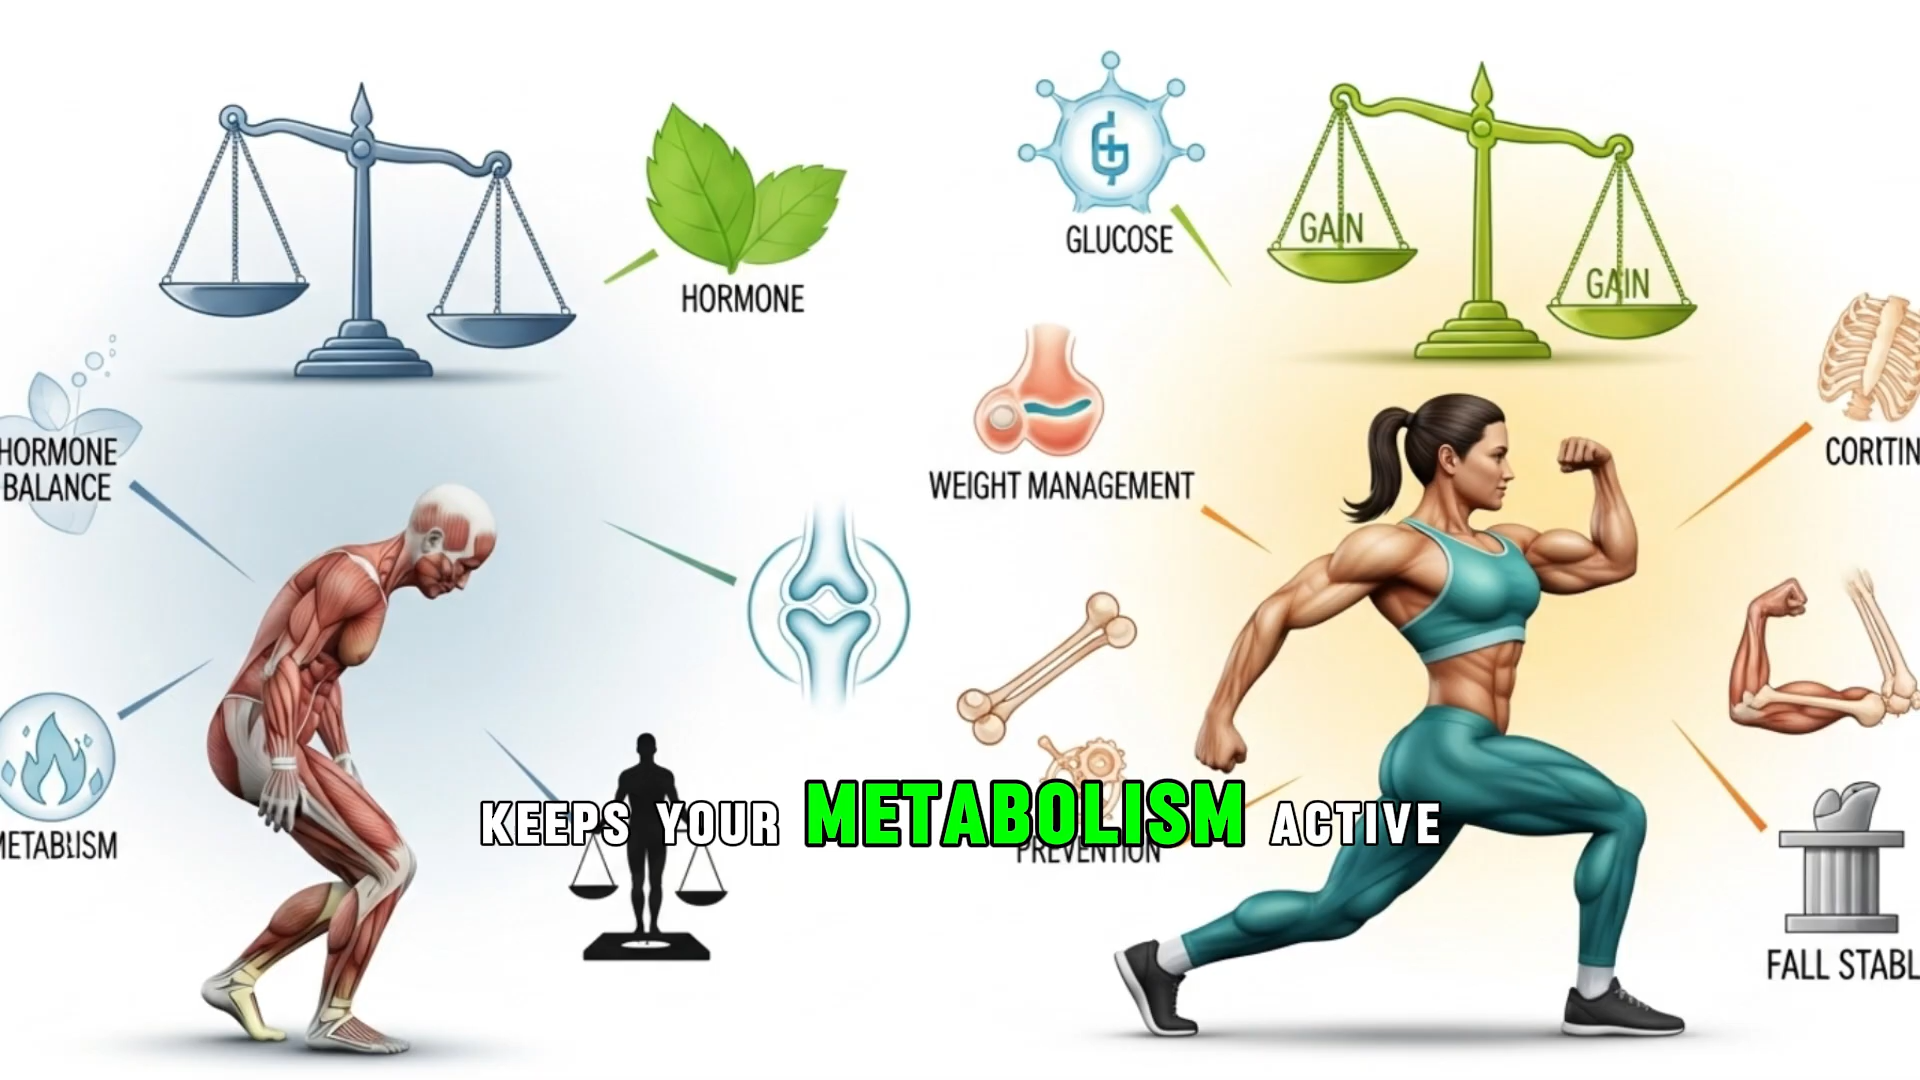 HORMONE
HORMONE
BALANCE
METABLISM
GLUCOSE
GAIN
GAIN
WEIGHT MANAGEMENT
CORTIN
KEEPS YOUR METABOLISM ACTIVE
PREVENTION
FALL STABL